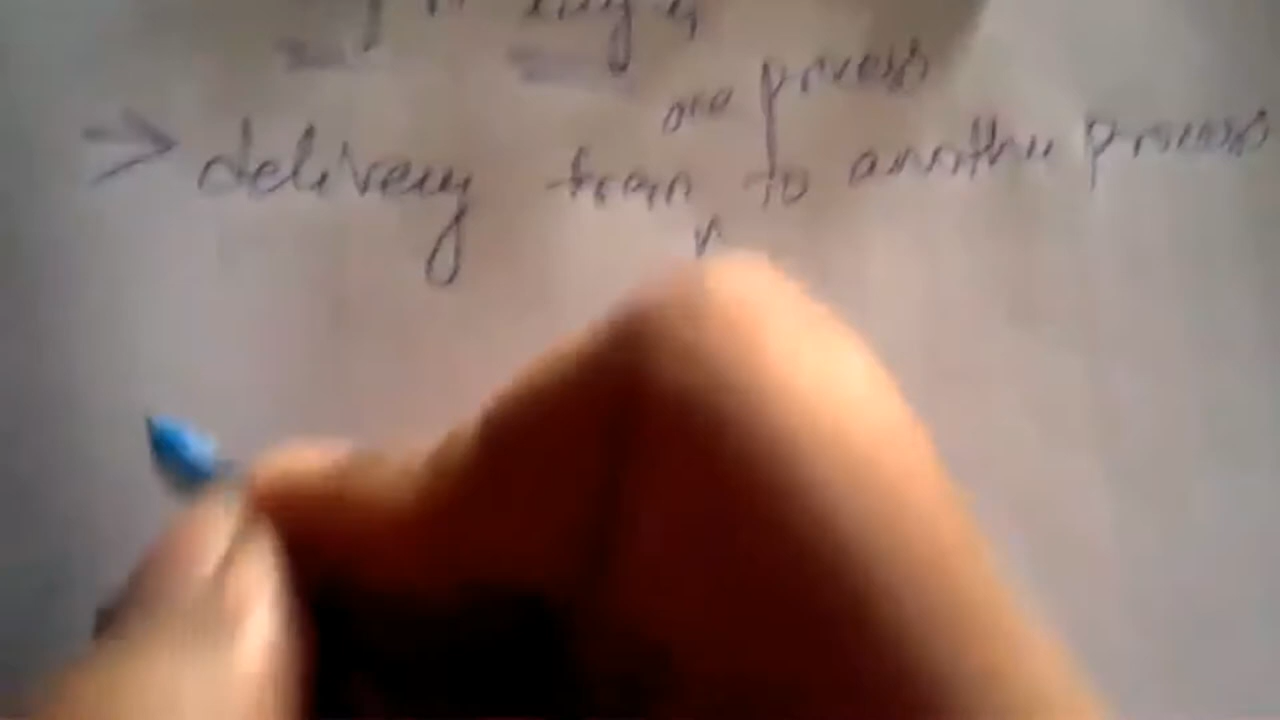 one process
→ delivery from to another process